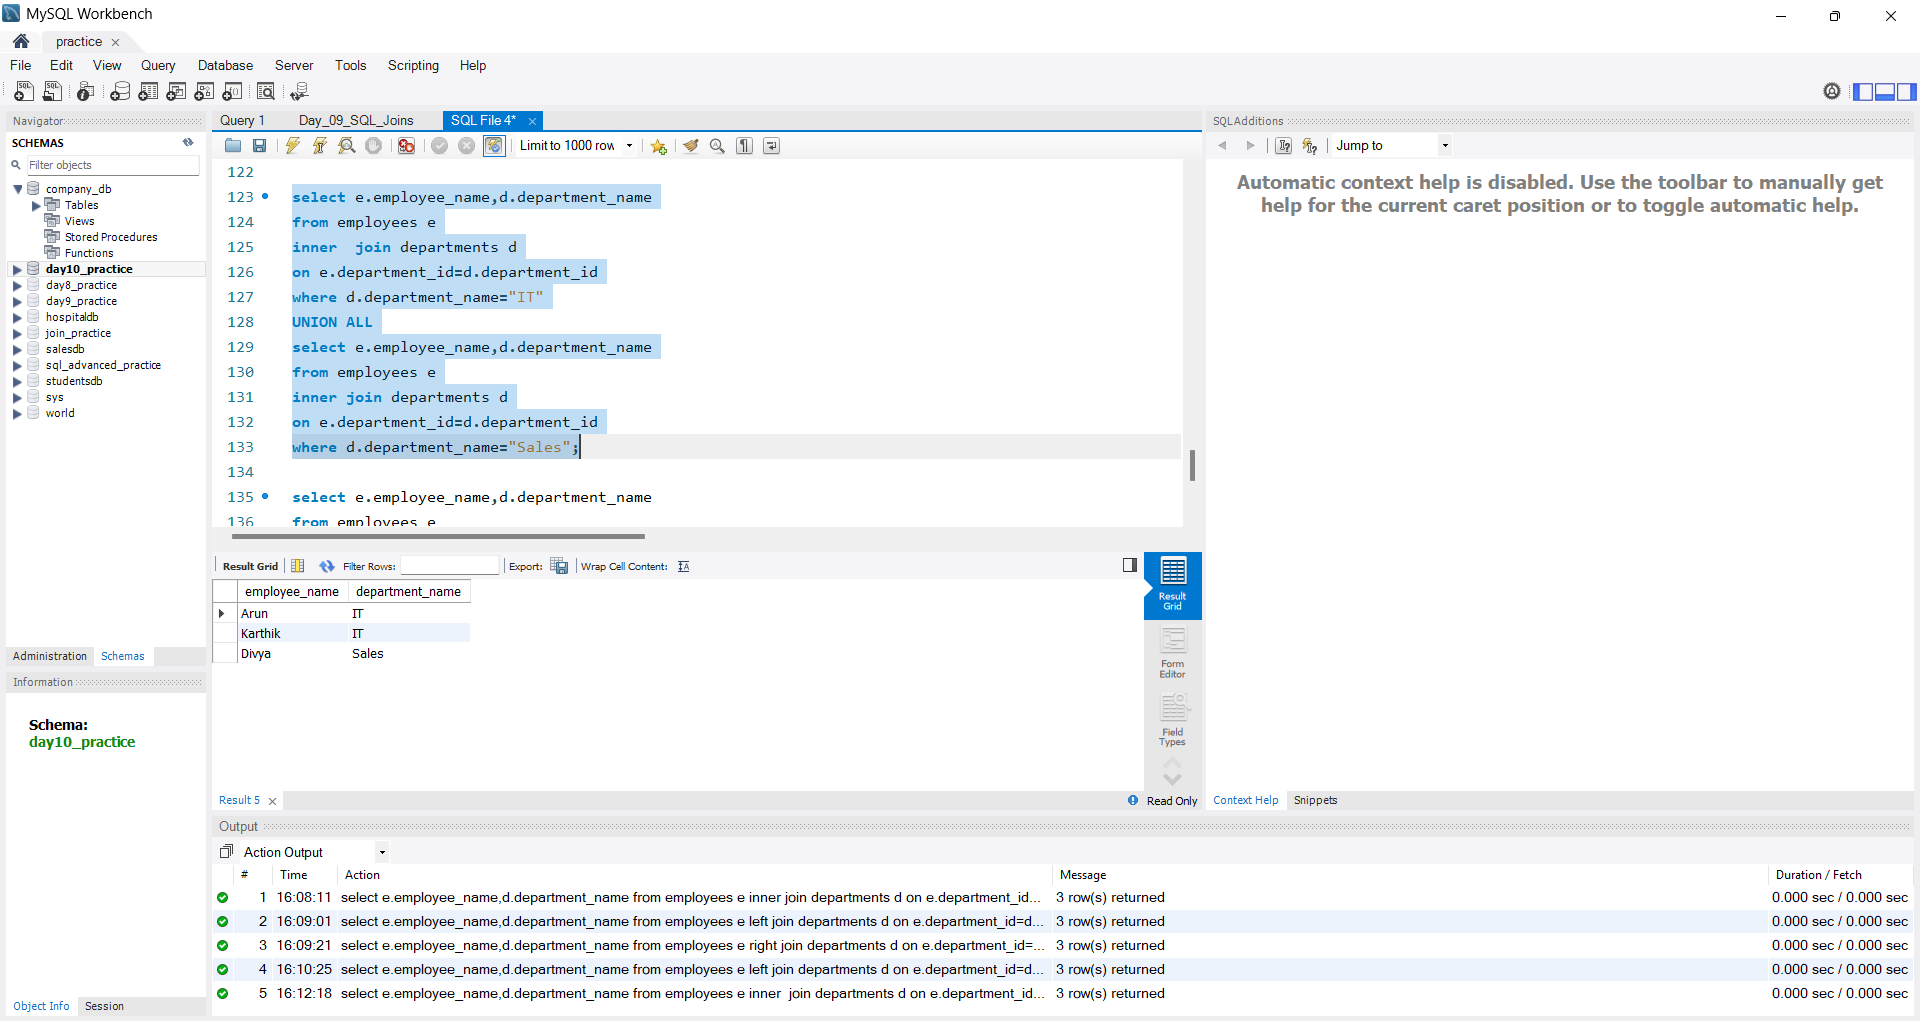 MySQL Workbench
practice
File Edit View Query Database Server Tools Scripting Help
Navigator
SCHEMAS
Filter objects
company_db
Tables
Views
Stored Procedures
Functions
day10_practice
day8_practice
day9_practice
hospitaldb
join_practice
salesdb
sql_advanced_practice
studentsdb
sys
world
Administration Schemas
Information
Schema:
day10_practice
Object Info Session
Query 1 Day_09_SQL_Joins SQL File 4*
Limit to 1000 row
122
123 select e.employee_name,d.department_name
124 from employees e
125 inner  join departments d
126 on e.department_id=d.department_id
127 where d.department_name="IT"
128 UNION ALL
129 select e.employee_name,d.department_name
130 from employees e
131 inner join departments d
132 on e.department_id=d.department_id
133 where d.department_name="Sales";
134
135 select e.employee_name,d.department_name
136 from employees e
Result Grid Filter Rows: Export: Wrap Cell Content:
employee_name department_name
Arun IT
Karthik IT
Divya Sales
Result
Grid
Form
Editor
Field
Types
Result 5 Read Only
SQLAdditions
Jump to
Automatic context help is disabled. Use the toolbar to manually get
help for the current caret position or to toggle automatic help.
Context Help Snippets
Output
Action Output
# Time Action Message Duration / Fetch
1 16:08:11 select e.employee_name,d.department_name from employees e inner join departments d on e.department_id... 3 row(s) returned 0.000 sec / 0.000 sec
2 16:09:01 select e.employee_name,d.department_name from employees e left join departments d on e.department_id=d... 3 row(s) returned 0.000 sec / 0.000 sec
3 16:09:21 select e.employee_name,d.department_name from employees e right join departments d on e.department_id=... 3 row(s) returned 0.000 sec / 0.000 sec
4 16:10:25 select e.employee_name,d.department_name from employees e left join departments d on e.department_id=d... 3 row(s) returned 0.000 sec / 0.000 sec
5 16:12:18 select e.employee_name,d.department_name from employees e inner  join departments d on e.department_id... 3 row(s) returned 0.000 sec / 0.000 sec